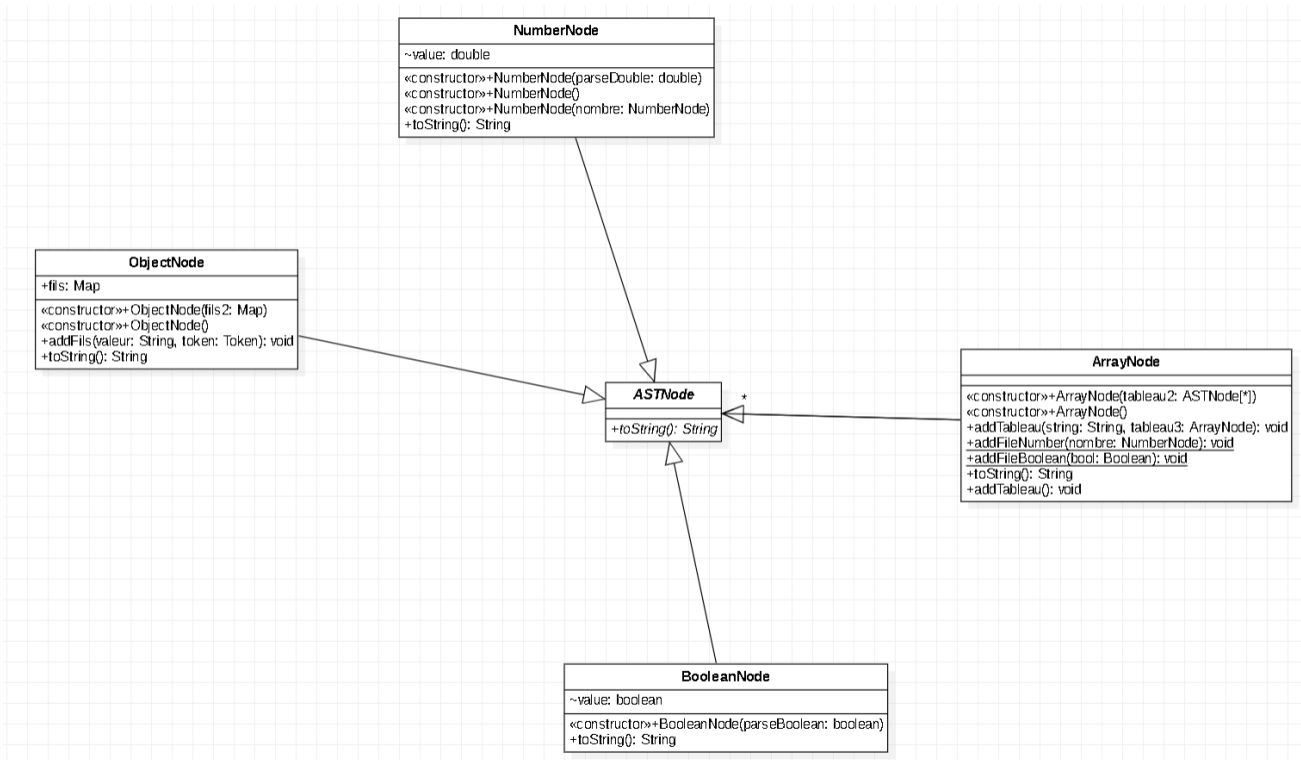 NumberNode
~value: double
«constructor»+NumberNode(parseDouble: double)
«constructor»+NumberNode()
«constructor»+NumberNode(nombre: NumberNode)
+toString(): String
ObjectNode
+fils: Map
«constructor»+ObjectNode(fils2: Map)
«constructor»+ObjectNode()
+addFils(valeur: String, token: Token): void
+toString(): String
ASTNode
+toString(): String
*
ArrayNode
«constructor»+ArrayNode(tableau2: ASTNode[*])
«constructor»+ArrayNode()
+addTableau(string: String, tableau3: ArrayNode): void
+addFileNumber(nombre: NumberNode): void
+addFileBoolean(bool: Boolean): void
+toString(): String
+addTableau(): void
BooleanNode
~value: boolean
«constructor»+BooleanNode(parseBoolean: boolean)
+toString(): String